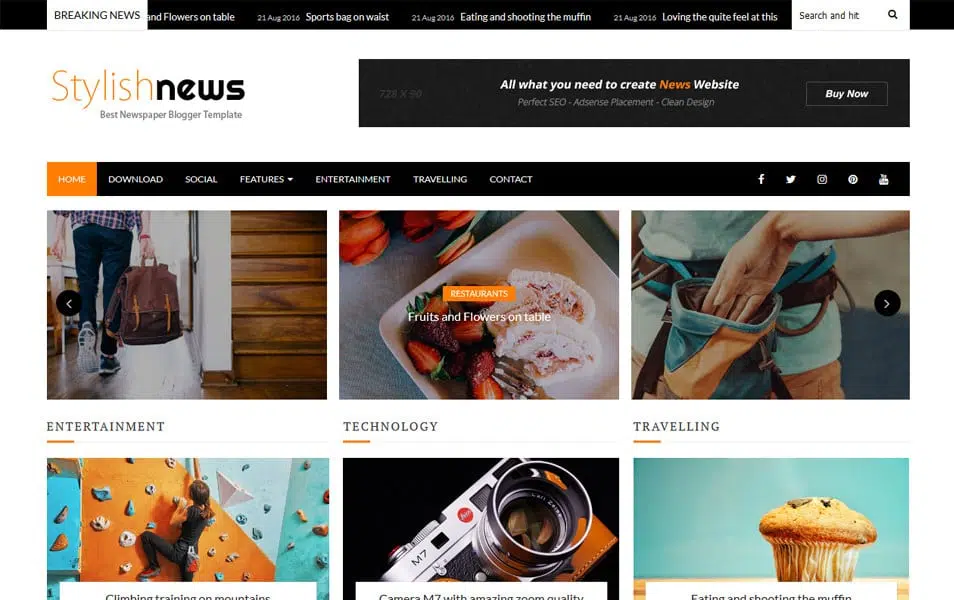 BREAKING NEWS
and Flowers on table
21 Aug 2016 Sports bag on waist
21 Aug 2016 Eating and shooting the muffin
21 Aug 2016 Loving the quite feel at this
Search and hit
Stylishnews
Best Newspaper Blogger Template
728 X 90
All what you need to create News Website
Perfect SEO - Adsense Placement - Clean Design
Buy Now
HOME
DOWNLOAD
SOCIAL
FEATURES
ENTERTAINMENT
TRAVELLING
CONTACT
RESTAURANTS
Fruits and Flowers on table
ENTERTAINMENT
TECHNOLOGY
TRAVELLING
M7
Climbing training on mountains
Camera M7 with amazing zoom quality
Eating and shooting the muffin